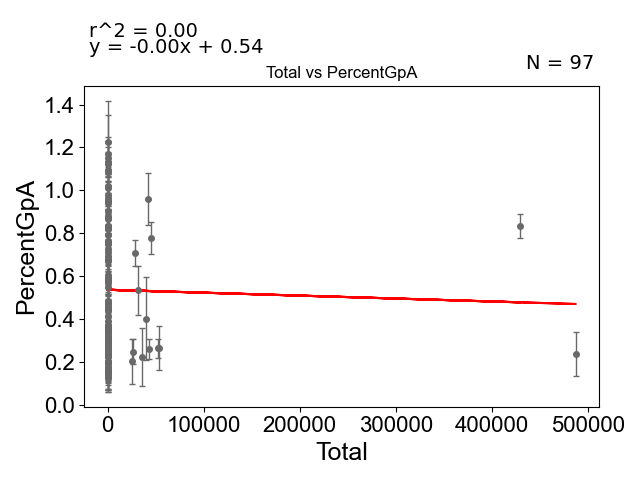 r^2 = 0.00
y = -0.00x + 0.54
N = 97
Total vs PercentGpA
PercentGpA
1.4
1.2
1.0
0.8
0.6
0.4
0.2
0.0
0 100000 200000 300000 400000 500000
Total